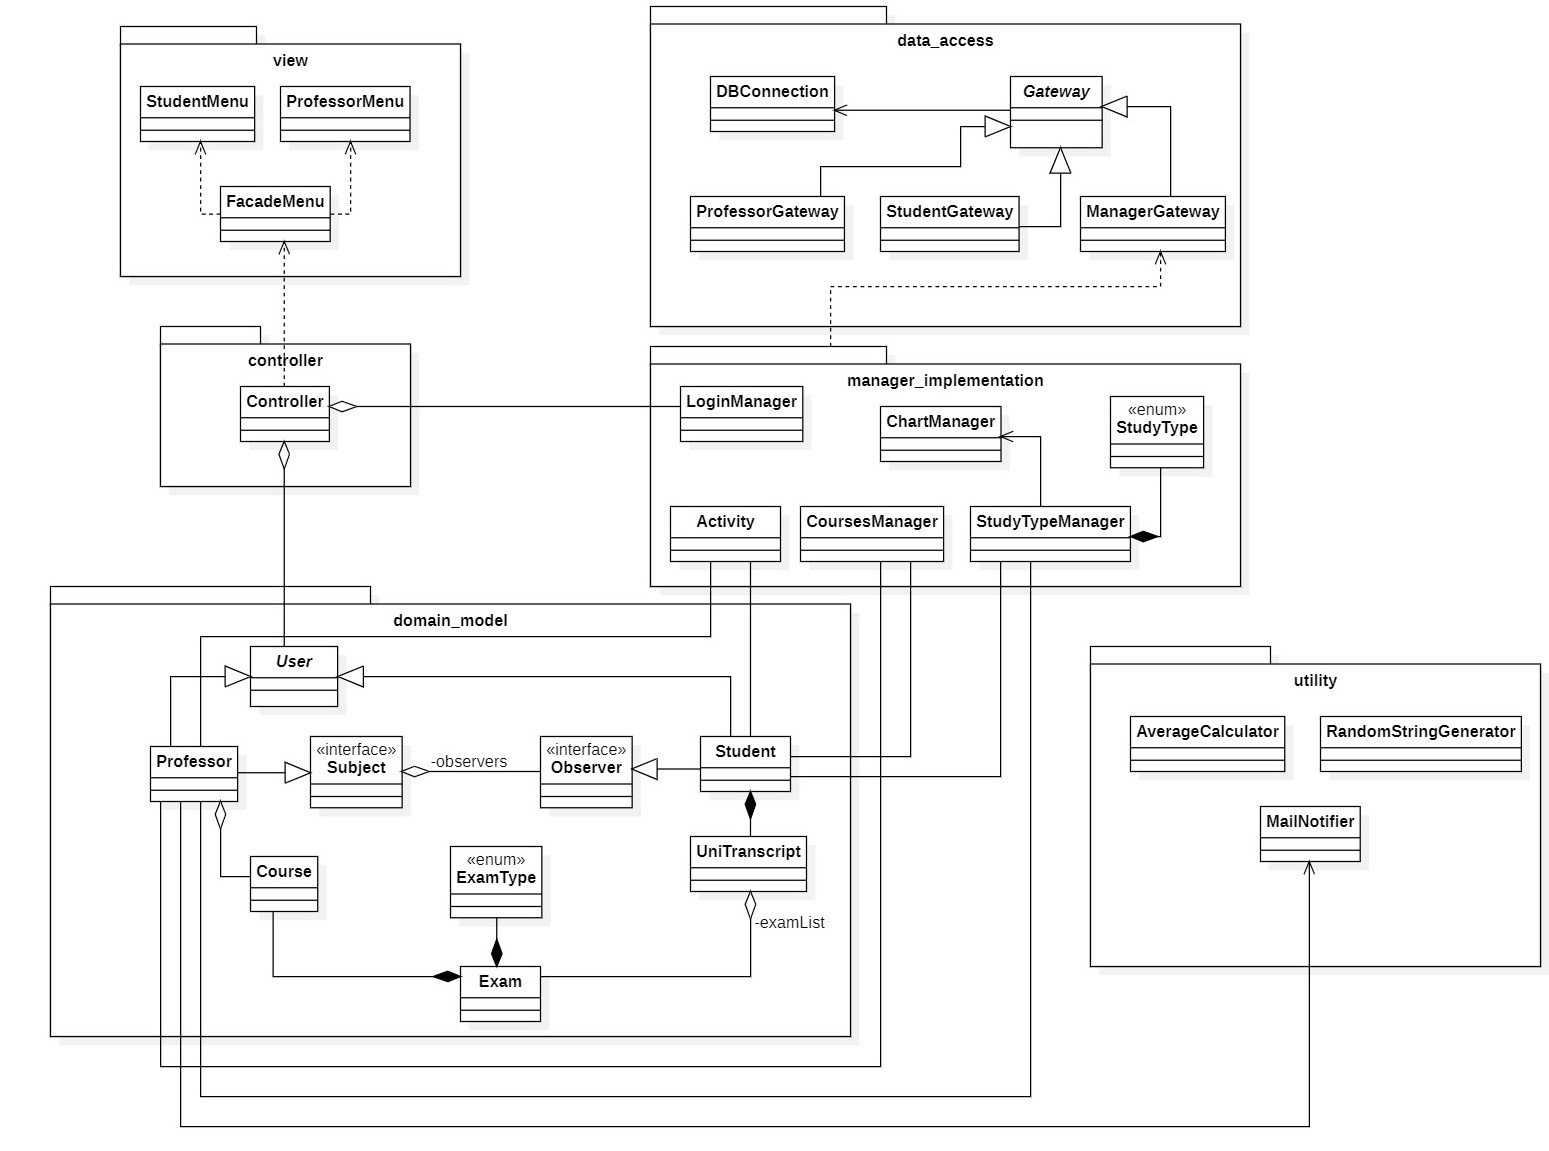 view
StudentMenu
ProfessorMenu
FacadeMenu
data_access
DBConnection
Gateway
ProfessorGateway
StudentGateway
ManagerGateway
controller
Controller
manager_implementation
LoginManager
ChartManager
«enum»
StudyType
Activity
CoursesManager
StudyTypeManager
domain_model
User
Professor
«interface»
Subject
-observers
«interface»
Observer
Student
Course
«enum»
ExamType
UniTranscript
-examList
Exam
utility
AverageCalculator
RandomStringGenerator
MailNotifier